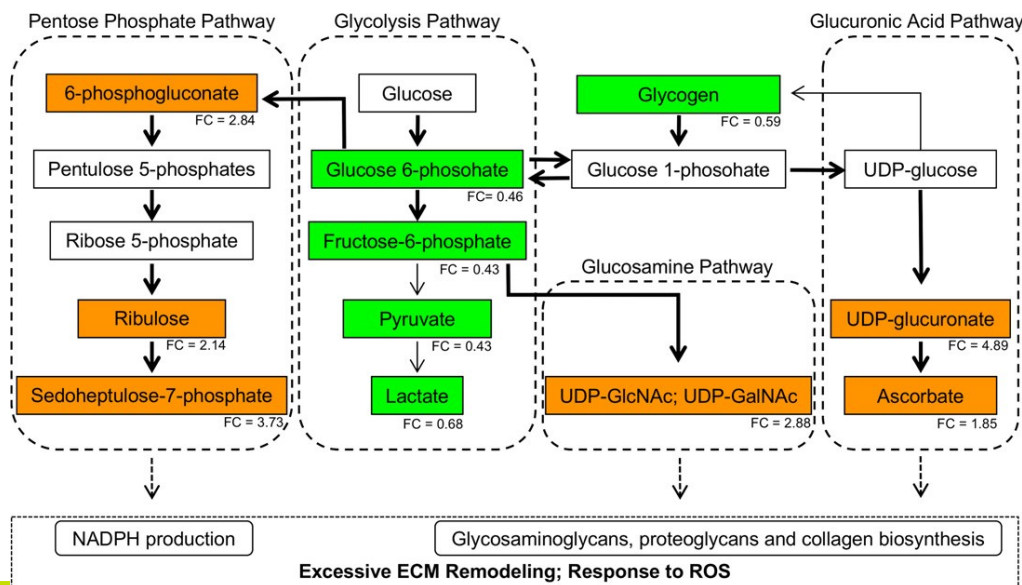 Pentose Phosphate Pathway
Glycolysis Pathway
Glucuronic Acid Pathway
6-phosphogluconate
FC = 2.84
Glucose
Glycogen
FC = 0.59
Pentulose 5-phosphates
Glucose 6-phosohate
FC= 0.46
Glucose 1-phosohate
UDP-glucose
Ribose 5-phosphate
Fructose-6-phosphate
FC = 0.43
Glucosamine Pathway
Ribulose
FC = 2.14
Pyruvate
FC = 0.43
UDP-glucuronate
FC = 4.89
Sedoheptulose-7-phosphate
FC = 3.73
Lactate
FC = 0.68
UDP-GlcNAc; UDP-GalNAc
FC = 2.88
Ascorbate
FC = 1.85
NADPH production
Glycosaminoglycans, proteoglycans and collagen biosynthesis
Excessive ECM Remodeling; Response to ROS